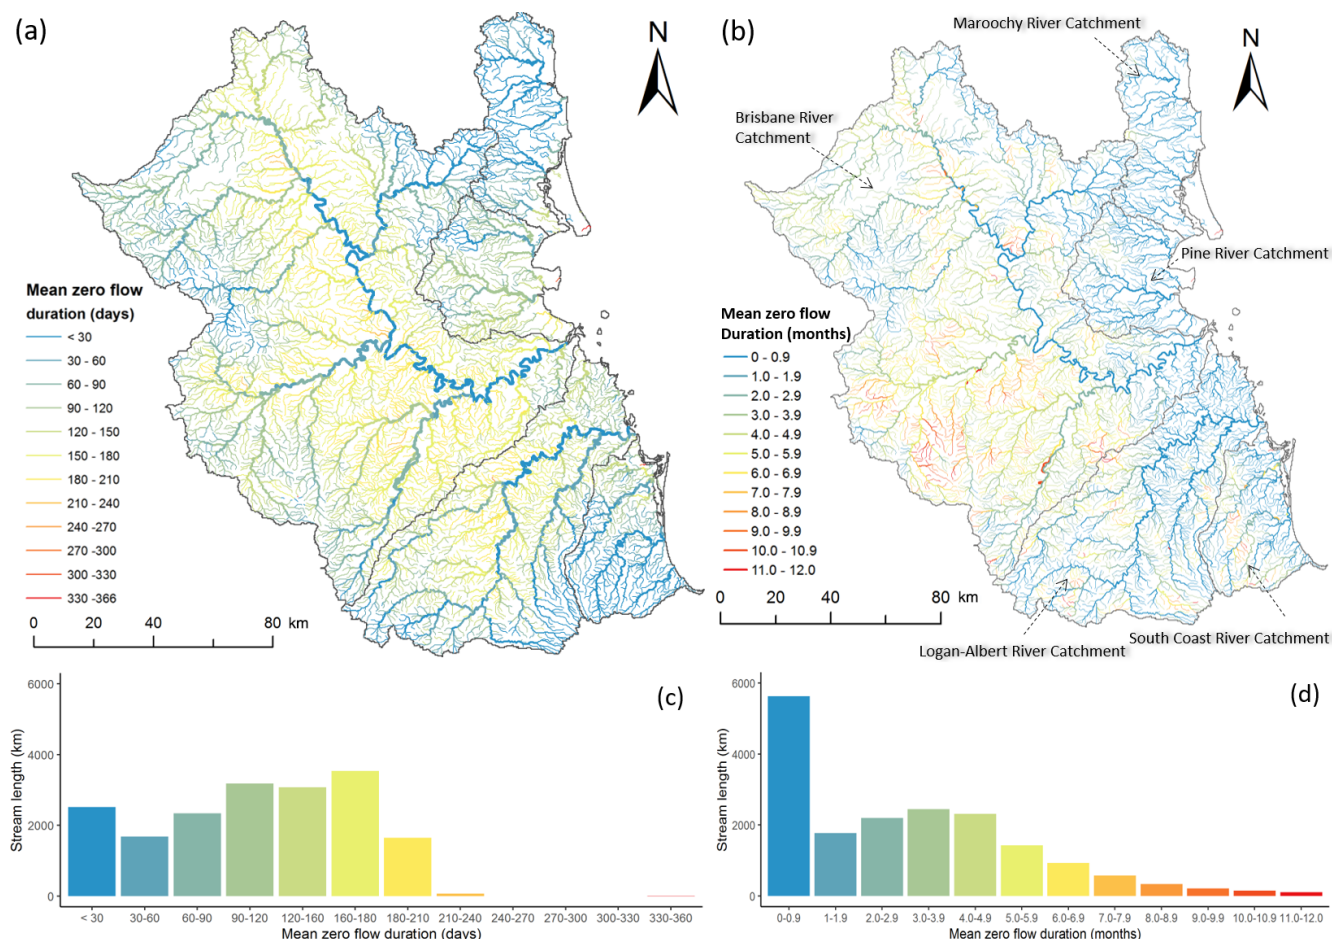 (a)
N
Mean zero flow
duration (days)
< 30
30 - 60
60 - 90
90 - 120
120 - 150
150 - 180
180 - 210
210 - 240
240 - 270
270 - 300
300 - 330
330 - 366
0 20 40 60 80 km
(b)
Maroochy River Catchment
N
Brisbane River
Catchment
Pine River Catchment
Mean zero flow
Duration (months)
0 - 0.9
1.0 - 1.9
2.0 - 2.9
3.0 - 3.9
4.0 - 4.9
5.0 - 5.9
6.0 - 6.9
7.0 - 7.9
8.0 - 8.9
9.0 - 9.9
10.0 - 10.9
11.0 - 12.0
0 20 40 80 km
South Coast River Catchment
Logan-Albert River Catchment
(c)
Stream length (km)
6000
4000
2000
0
< 30 30-60 60-90 90-120 120-160 160-180 180-210 210-240 240-270 270-300 300-330 330-360
Mean zero flow duration (days)
(d)
Stream length (km)
6000
4000
2000
0
0-0.9 1-1.9 2.0-2.9 3.0-3.9 4.0-4.9 5.0-5.9 6.0-6.9 7.0-7.9 8.0-8.9 9.0-9.9 10.0-10.9 11.0-12.0
Mean zero flow duration (months)